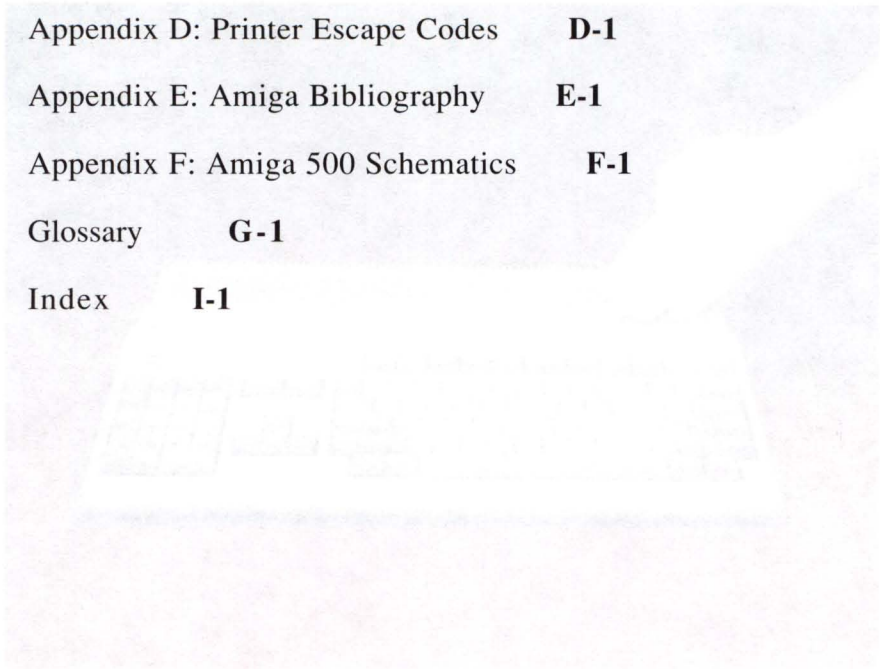 Appendix D: Printer Escape Codes D-1
Appendix E: Amiga Bibliography E-1
Appendix F: Amiga 500 Schematics F-1
Glossary G-1
Index I-1